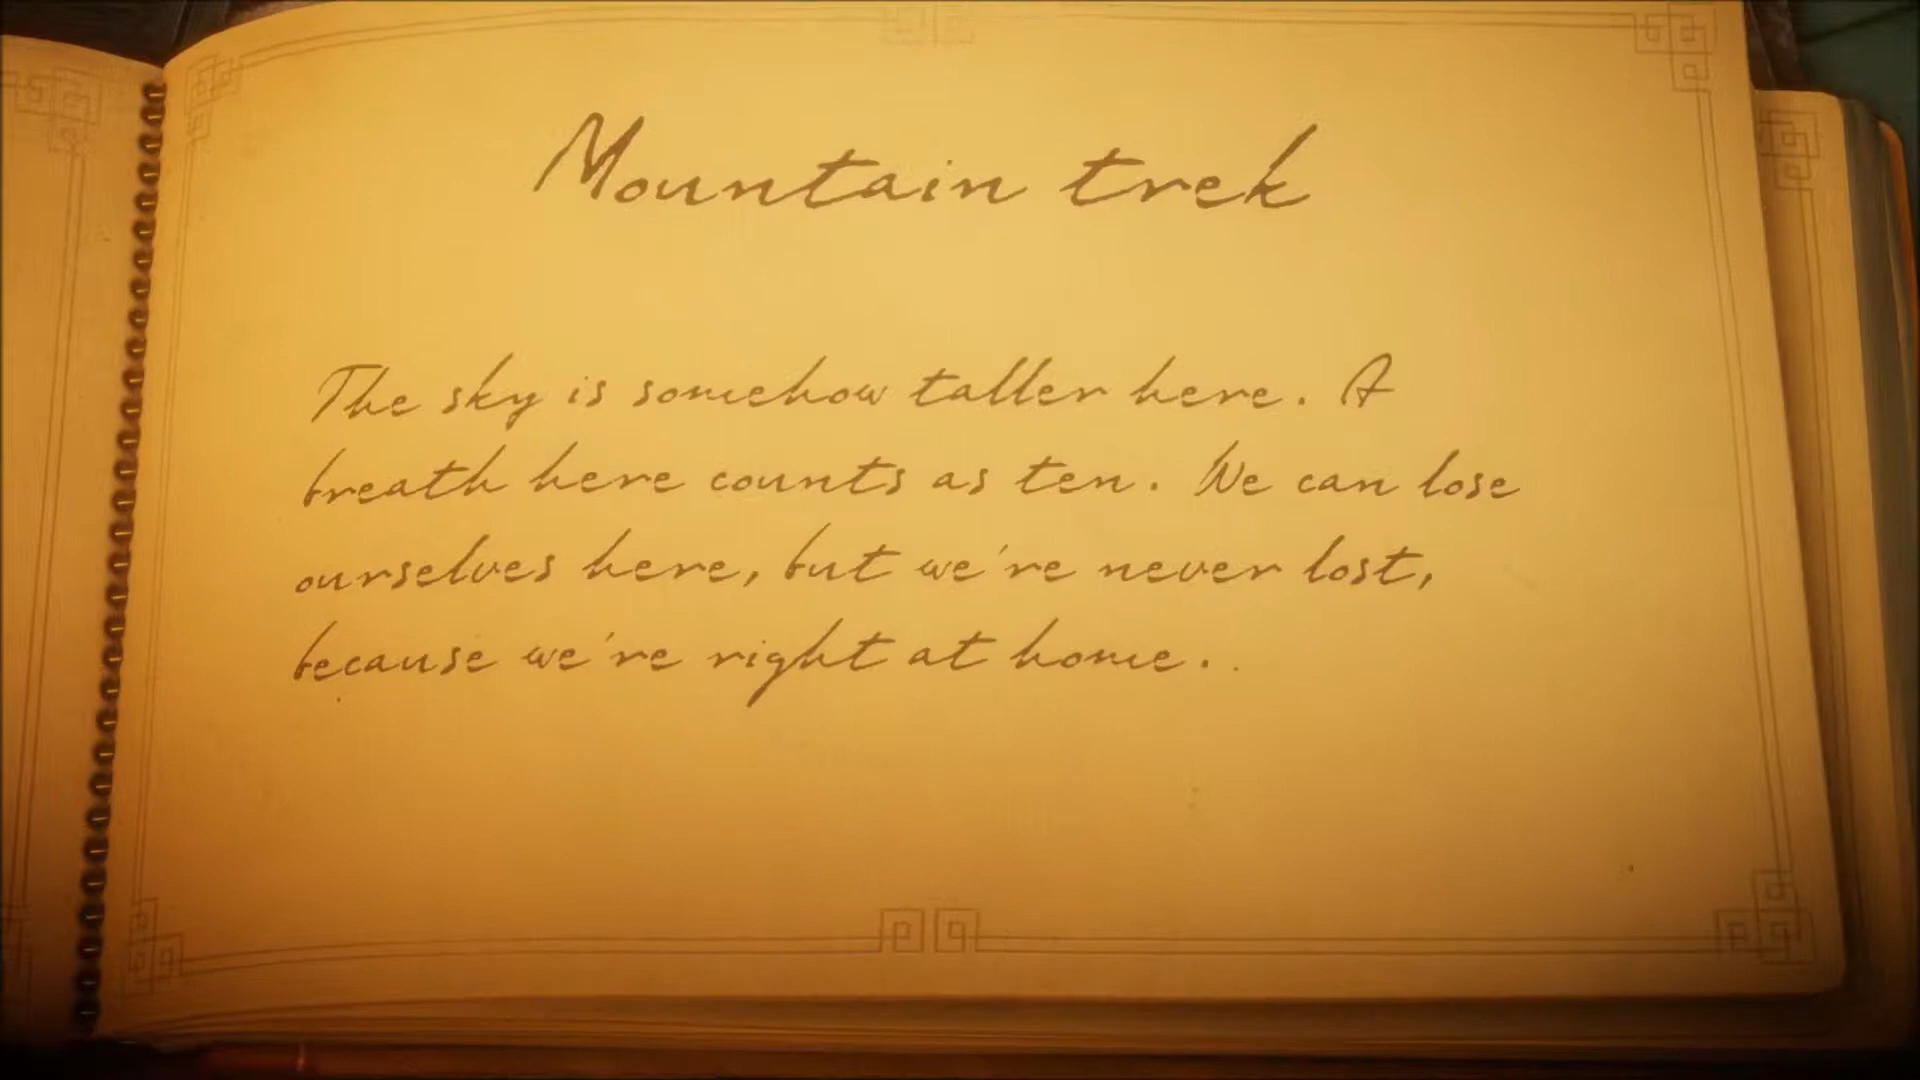 Mountain trek
The sky is somehow taller here. A
breath here counts as ten. We can lose
ourselves here, but we're never lost,
because we're right at home.